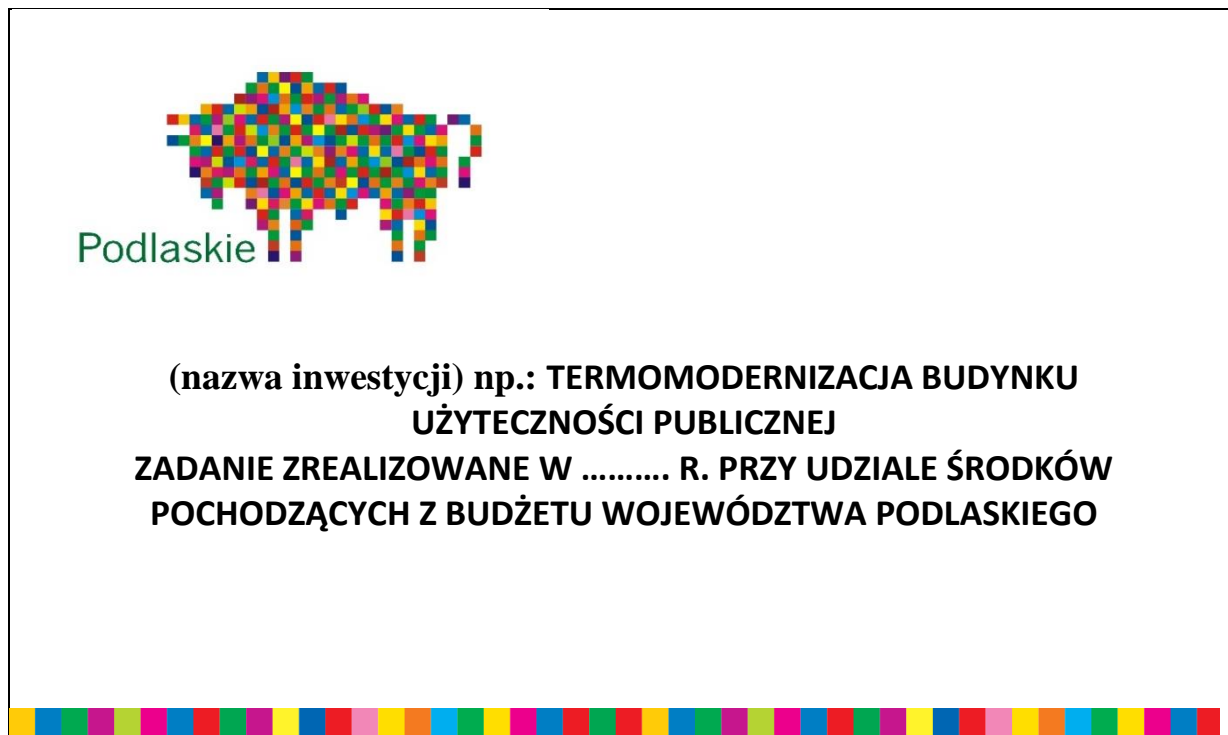 Podlaskie
(nazwa inwestycji) np.: TERMOMODERNIZACJA BUDYNKU
UŻYTECZNOŚCI PUBLICZNEJ
ZADANIE ZREALIZOWANE W .......... R. PRZY UDZIALE ŚRODKÓW
POCHODZĄCYCH Z BUDŻETU WOJEWÓDZTWA PODLASKIEGO